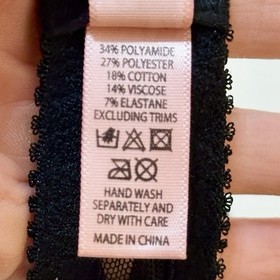 34% POLYAMIDE
27% POLYESTER
18% COTTON
14% VISCOSE
7% ELASTANE
EXCLUDING TRIMS
HAND WASH
SEPARATELY AND
DRY WITH CARE
MADE IN CHINA